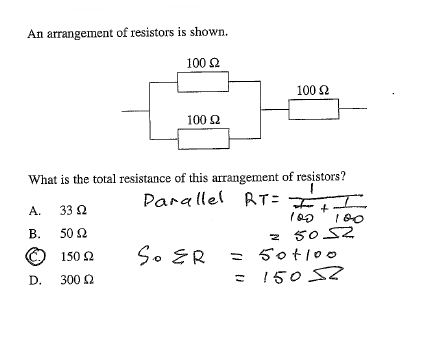 An arrangement of resistors is shown.
100 Ω
100 Ω
100 Ω
What is the total resistance of this arrangement of resistors?
Parallel RT = 1 / (1/100 + 1/100)
A. 33 Ω
= 50 Ω
B. 50 Ω
C. 150 Ω
So ΣR = 50+100
D. 300 Ω
= 150 Ω